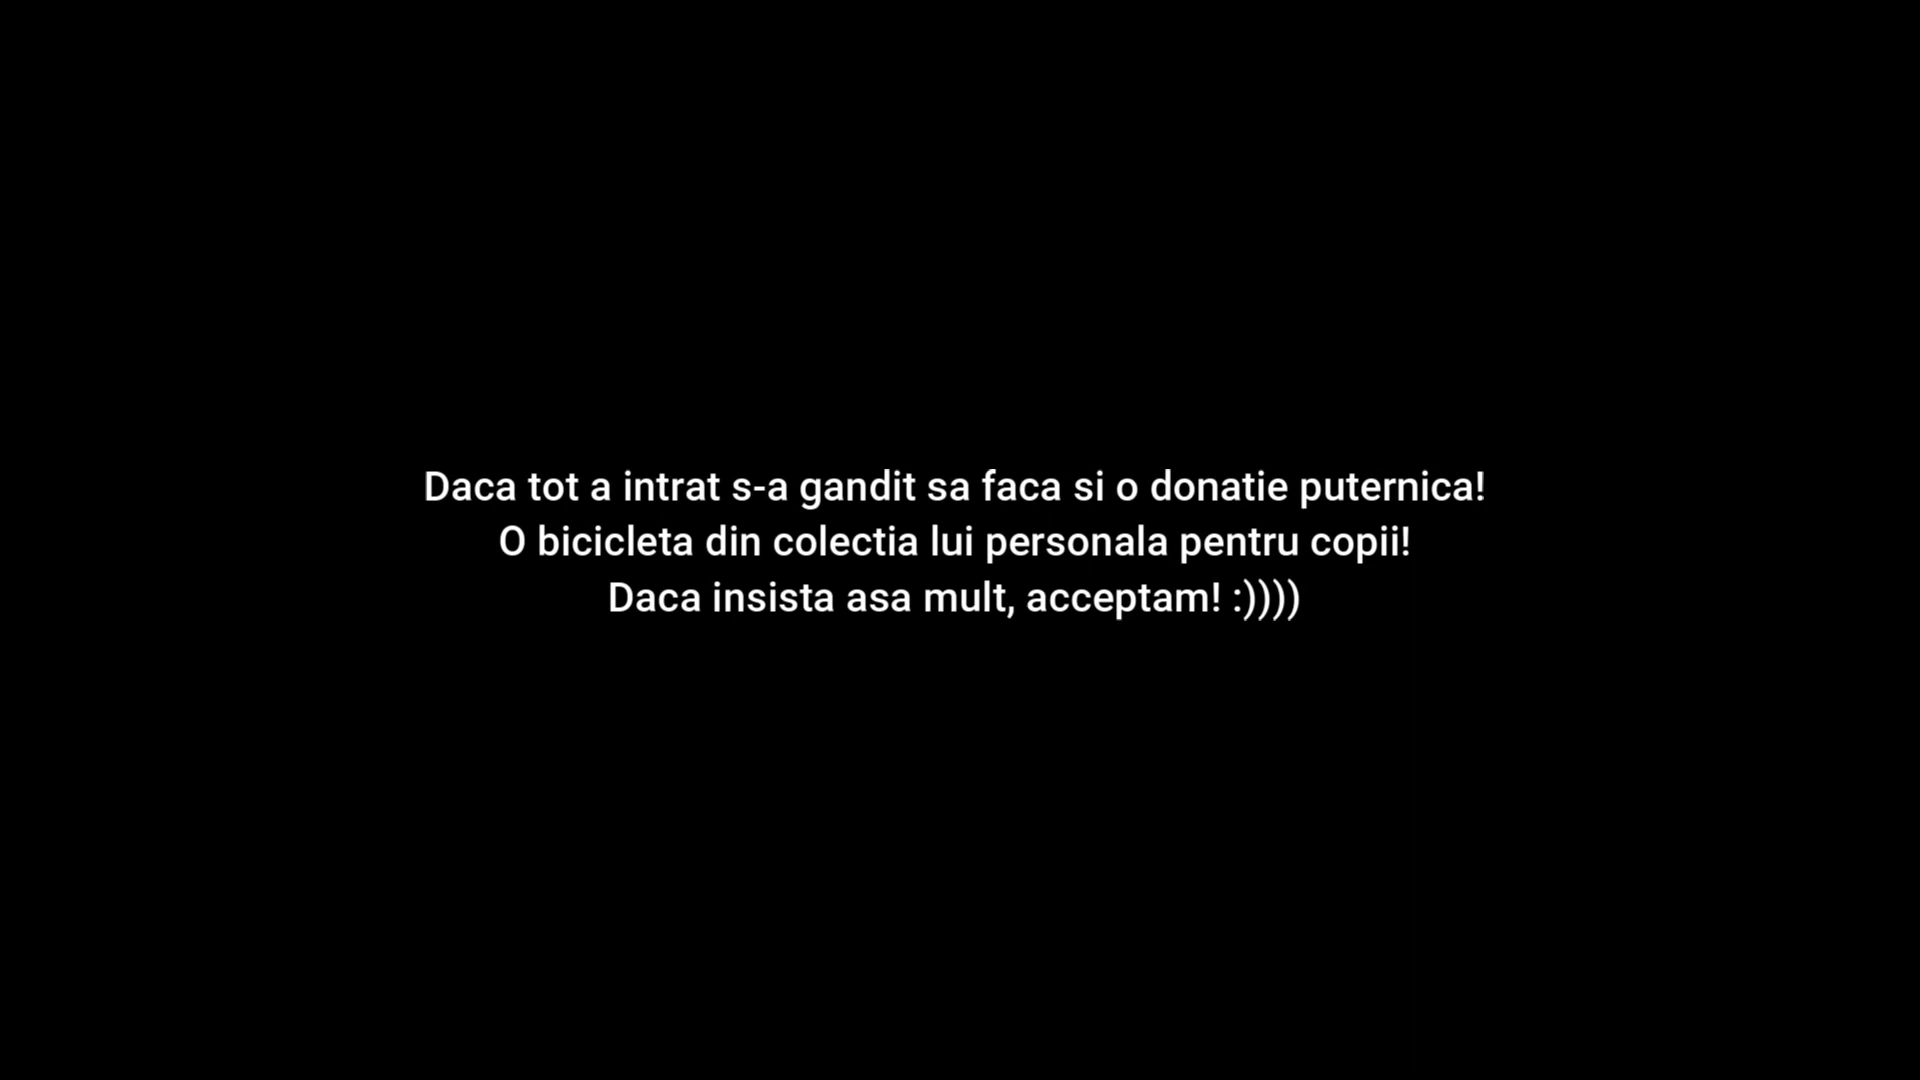 Daca tot a intrat s-a gandit sa faca si o donatie puternica!
O bicicleta din colectia lui personala pentru copii!
Daca insista asa mult, acceptam! :))))